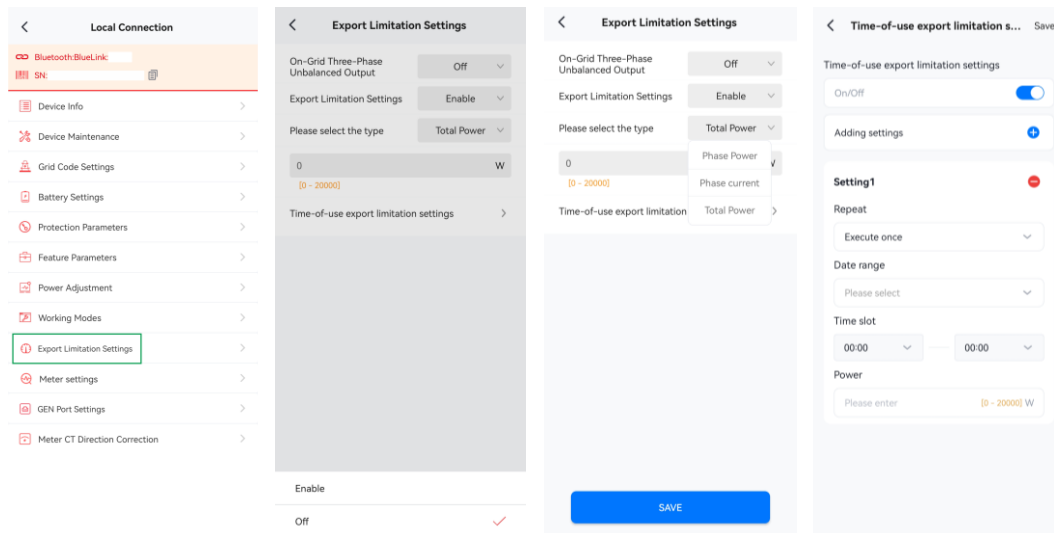 Local Connection
Bluetooth:BlueLink:
SN:
Device Info
Device Maintenance
Grid Code Settings
Battery Settings
Protection Parameters
Feature Parameters
Power Adjustment
Working Modes
Export Limitation Settings
Meter settings
GEN Port Settings
Meter CT Direction Correction
Export Limitation Settings
On-Grid Three-Phase
Unbalanced Output
Off
Export Limitation Settings
Enable
Please select the type
Total Power
0
W
[0 ~ 20000]
Time-of-use export limitation settings
Enable
Off
Export Limitation Settings
On-Grid Three-Phase
Unbalanced Output
Off
Export Limitation Settings
Enable
Please select the type
Total Power
0
[0 ~ 20000]
Phase Power
Phase current
Total Power
Time-of-use export limitation
SAVE
Time-of-use export limitation s...
Save
Time-of-use export limitation settings
On/Off
Adding settings
Setting1
Repeat
Execute once
Date range
Please select
Time slot
00:00
00:00
Power
Please enter
[0 ~ 20000] W